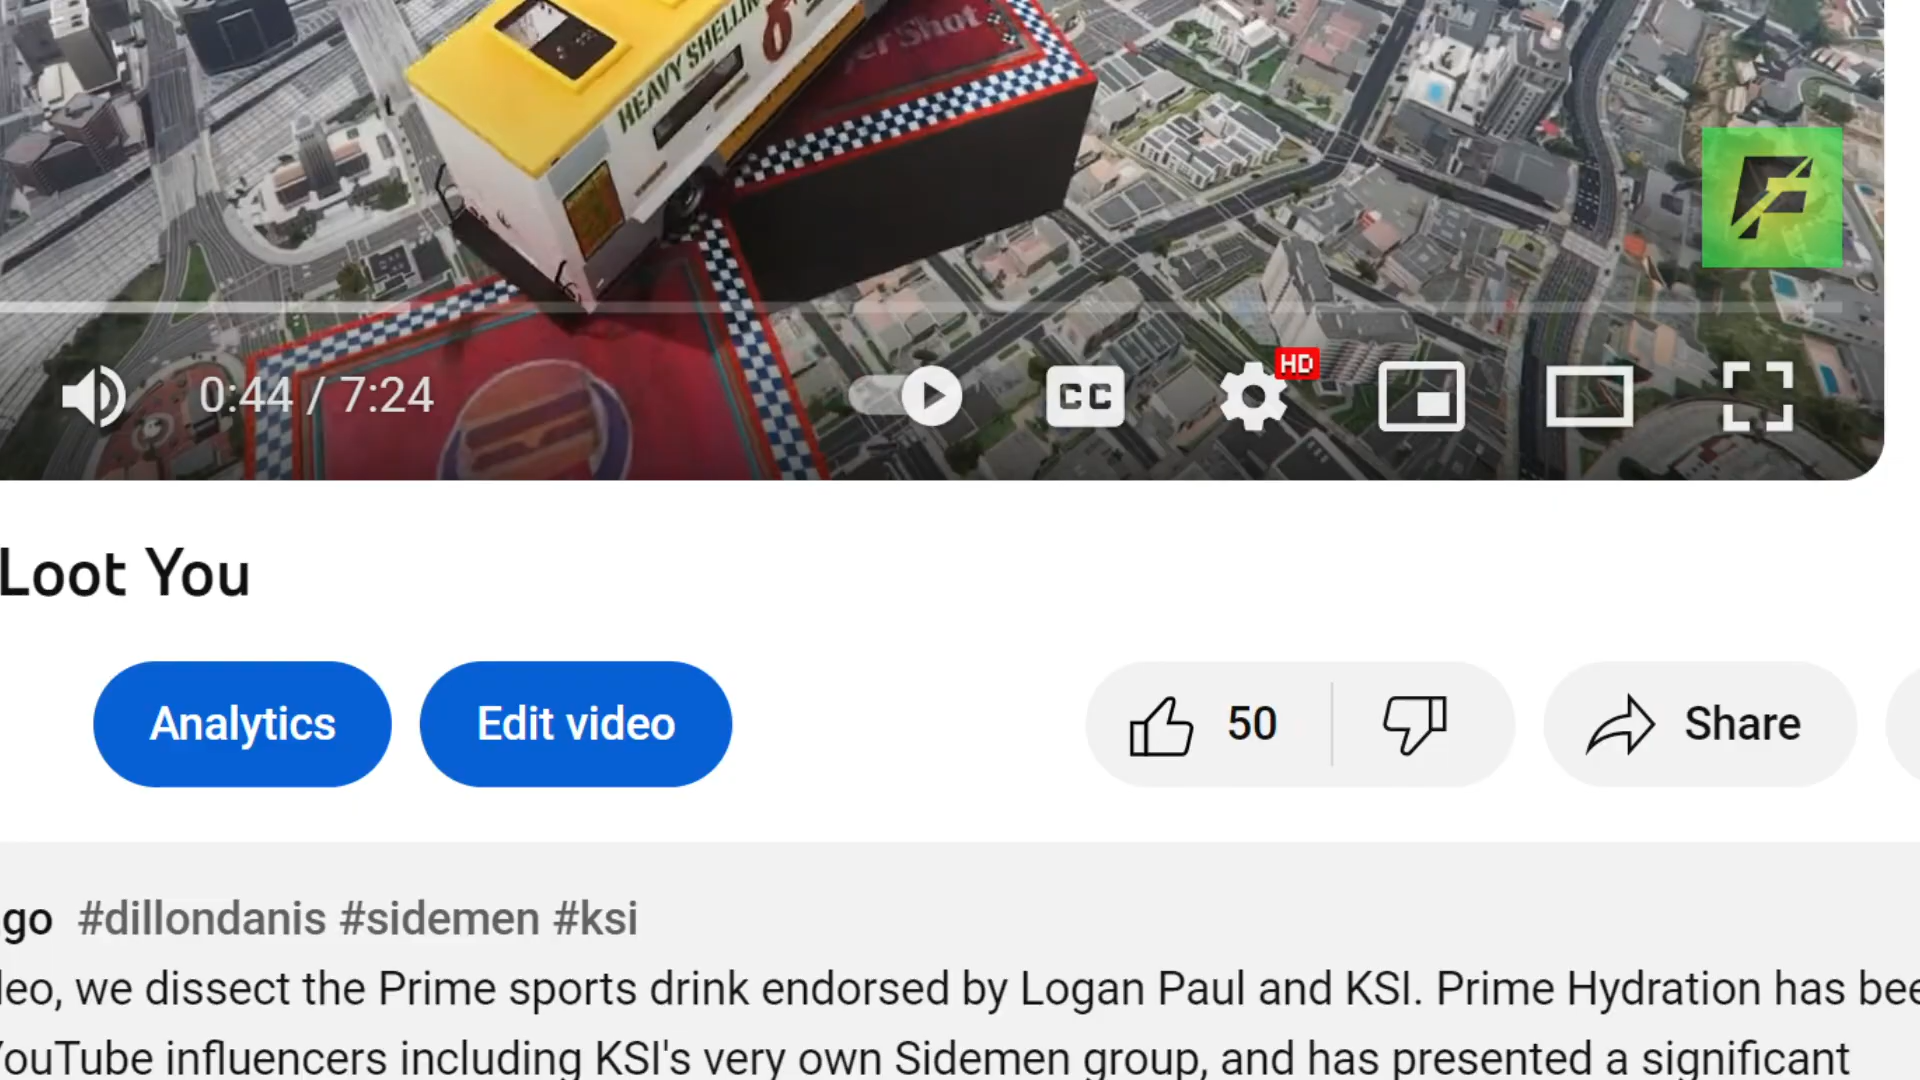 HEAVY SHELLIN
6
erShot
HD
CC
0:44 / 7:24
Loot You
Analytics
Edit video
50
Share
go #dillondanis #sidemen #ksi
leo, we dissect the Prime sports drink endorsed by Logan Paul and KSI. Prime Hydration has bee
YouTube influencers including KSI's very own Sidemen group, and has presented a significant